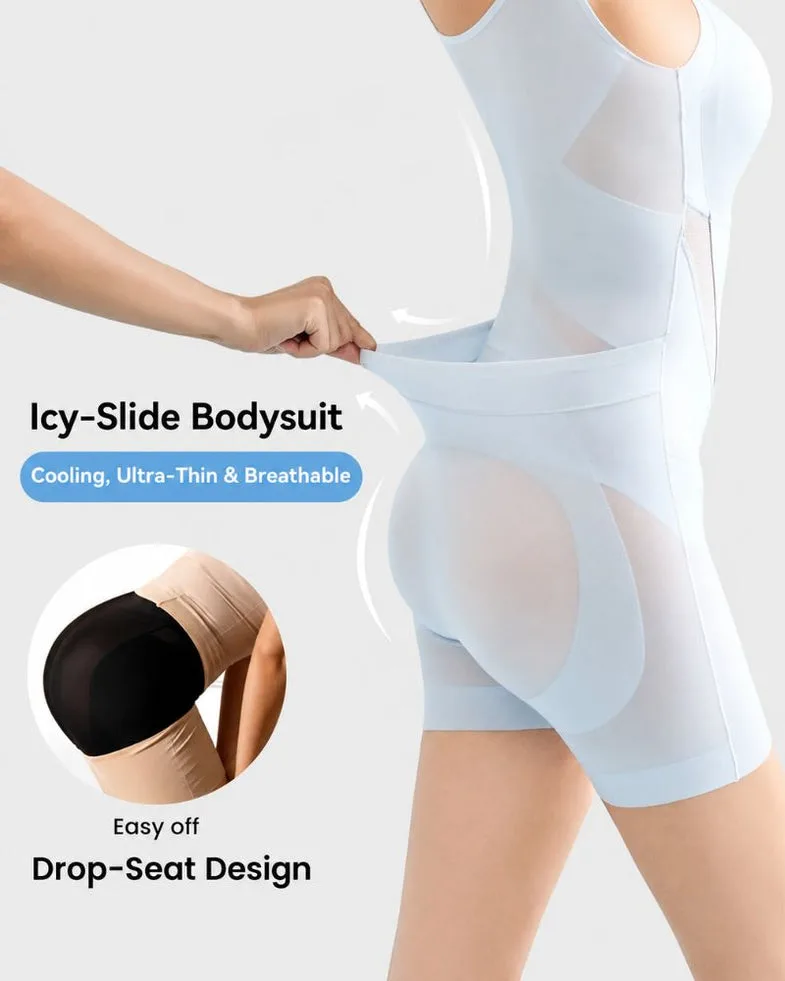 Icy-Slide Bodysuit
Cooling, Ultra-Thin & Breathable
Easy off
Drop-Seat Design